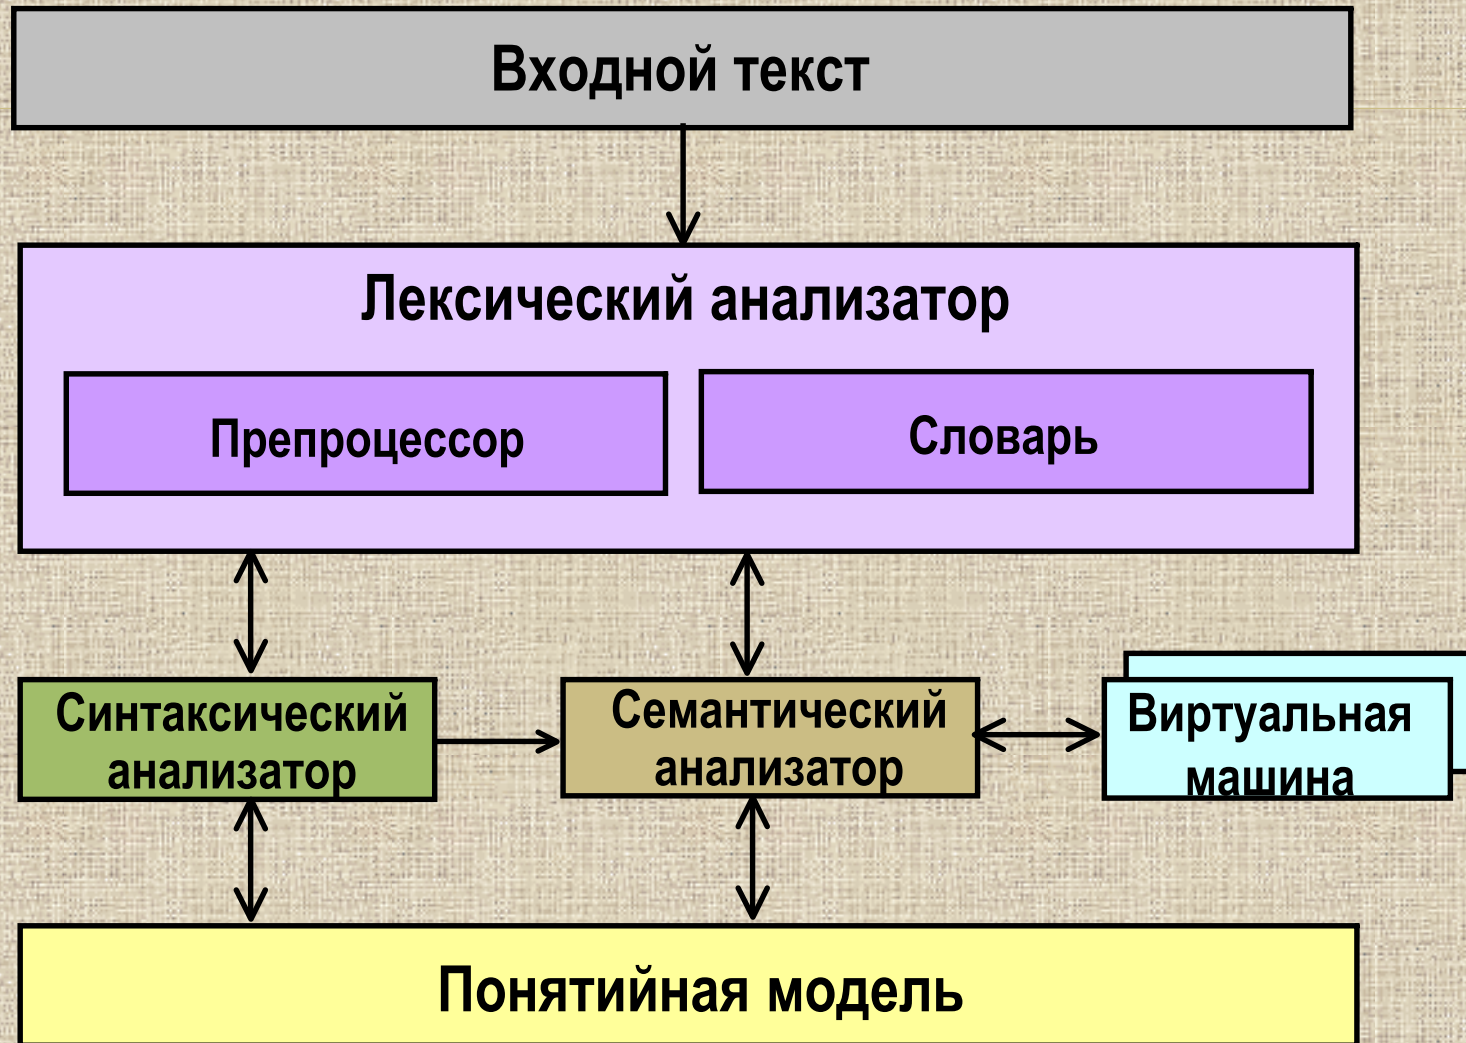 Входной текст
Лексический анализатор
Препроцессор
Словарь
Синтаксический
анализатор
Семантический
анализатор
Виртуальная
машина
Понятийная модель